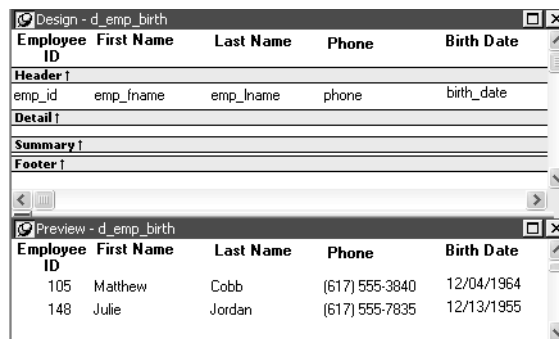 Design - d_emp_birth
Employee ID First Name Last Name Phone Birth Date
Header ↑
emp_id emp_fname emp_lname phone birth_date
Detail ↑
Summary ↑
Footer ↑
Preview - d_emp_birth
Employee ID First Name Last Name Phone Birth Date
105 Matthew Cobb (617) 555-3840 12/04/1964
148 Julie Jordan (617) 555-7835 12/13/1955